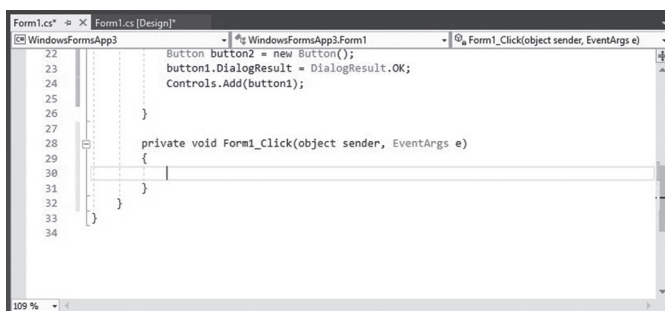 Form1.cs* Form1.cs [Design]*
C# WindowsFormsApp3 WindowsFormsApp3.Form1 Form1_Click(object sender, EventArgs e)
22 Button button2 = new Button();
23 button1.DialogResult = DialogResult.OK;
24 Controls.Add(button1);
25
26 }
27
28 private void Form1_Click(object sender, EventArgs e)
29 {
30
31 }
32 }
33 }
34
109 %